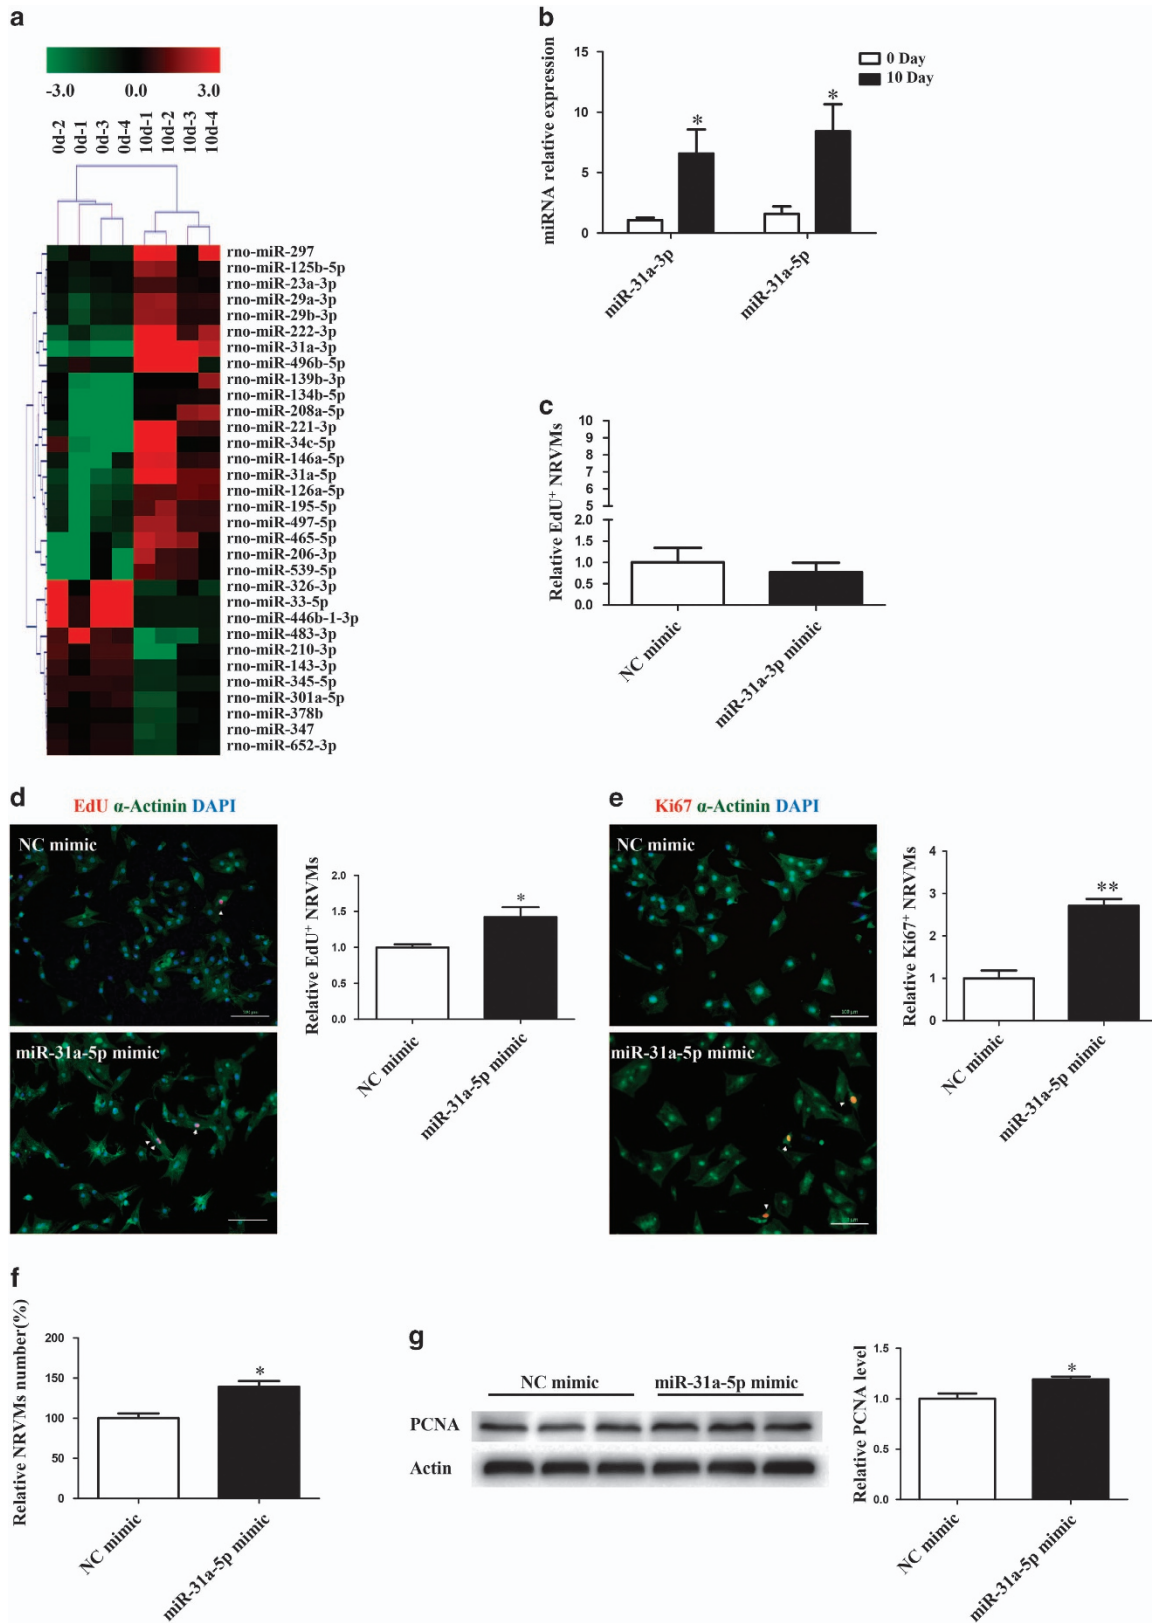 a
-3.0 0.0 3.0
0d-2 0d-1 0d-3 0d-4 10d-1 10d-2 10d-3 10d-4
rno-miR-297
rno-miR-125b-5p
rno-miR-23a-3p
rno-miR-29a-3p
rno-miR-29b-3p
rno-miR-222-3p
rno-miR-31a-3p
rno-miR-496b-5p
rno-miR-139b-3p
rno-miR-134b-5p
rno-miR-208a-5p
rno-miR-221-3p
rno-miR-34c-5p
rno-miR-146a-5p
rno-miR-31a-5p
rno-miR-126a-5p
rno-miR-195-5p
rno-miR-497-5p
rno-miR-465-5p
rno-miR-206-3p
rno-miR-539-5p
rno-miR-326-3p
rno-miR-33-5p
rno-miR-446b-1-3p
rno-miR-483-3p
rno-miR-210-3p
rno-miR-143-3p
rno-miR-345-5p
rno-miR-301a-5p
rno-miR-378b
rno-miR-347
rno-miR-652-3p
b
miRNA relative expression
15
10
5
0
0 Day
10 Day
*
*
miR-31a-3p
miR-31a-5p
c
Relative EdU+ NRVMs
10
9
8
7
6
5
2.0
1.5
1.0
0.5
0.0
NC mimic
miR-31a-3p mimic
d
EdU α-Actinin DAPI
NC mimic
miR-31a-5p mimic
Relative EdU+ NRVMs
2.0
1.5
1.0
0.5
0.0
*
NC mimic
miR-31a-5p mimic
e
Ki67 α-Actinin DAPI
NC mimic
100 µm
miR-31a-5p mimic
Relative Ki67+ NRVMs
4
3
2
1
0
**
NC mimic
miR-31a-5p mimic
f
Relative NRVMs number(%)
200
150
100
50
0
*
NC mimic
miR-31a-5p mimic
g
NC mimic miR-31a-5p mimic
PCNA
Actin
Relative PCNA level
1.5
1.0
0.5
0.0
*
NC mimic
miR-31a-5p mimic